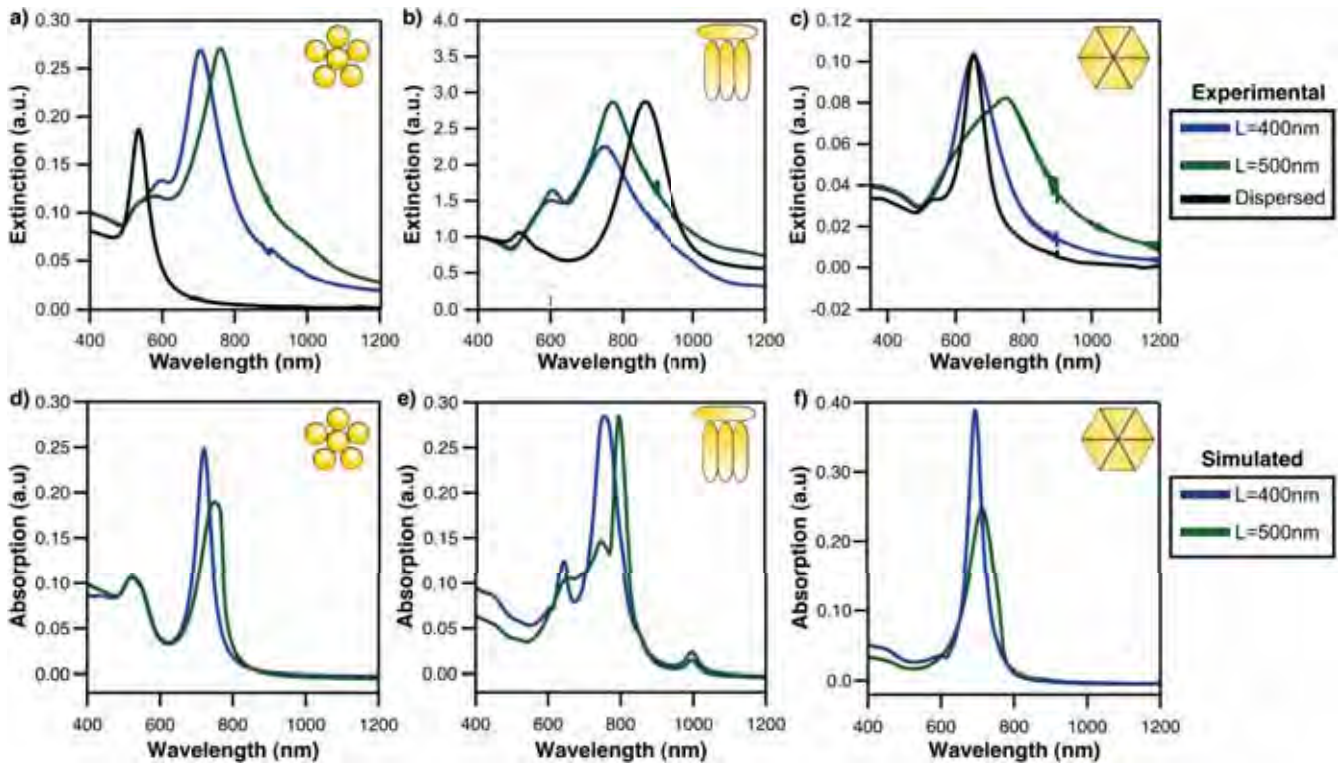 a)
0.30
0.25
0.20
0.15
0.10
0.05
0.00
Extinction (a.u.)
400 600 800 1000 1200
Wavelength (nm)
b)
4.0
3.5
3.0
2.5
2.0
1.5
1.0
0.5
0.0
Extinction (a.u.)
400 600 800 1000 1200
Wavelength (nm)
c)
0.12
0.10
0.08
0.06
0.04
0.02
0.00
-0.02
Extinction (a.u.)
400 600 800 1000 1200
Wavelength (nm)
Experimental
L=400nm
L=500nm
Dispersed
d)
0.30
0.25
0.20
0.15
0.10
0.05
0.00
Absorption (a.u)
400 600 800 1000 1200
Wavelength (nm)
e)
0.30
0.25
0.20
0.15
0.10
0.05
0.00
Absorption (a.u)
400 600 800 1000 1200
Wavelength (nm)
f)
0.40
0.30
0.20
0.10
0.0
Absorption (a.u)
400 600 800 1000 1200
Wavelength (nm)
Simulated
L=400nm
L=500nm